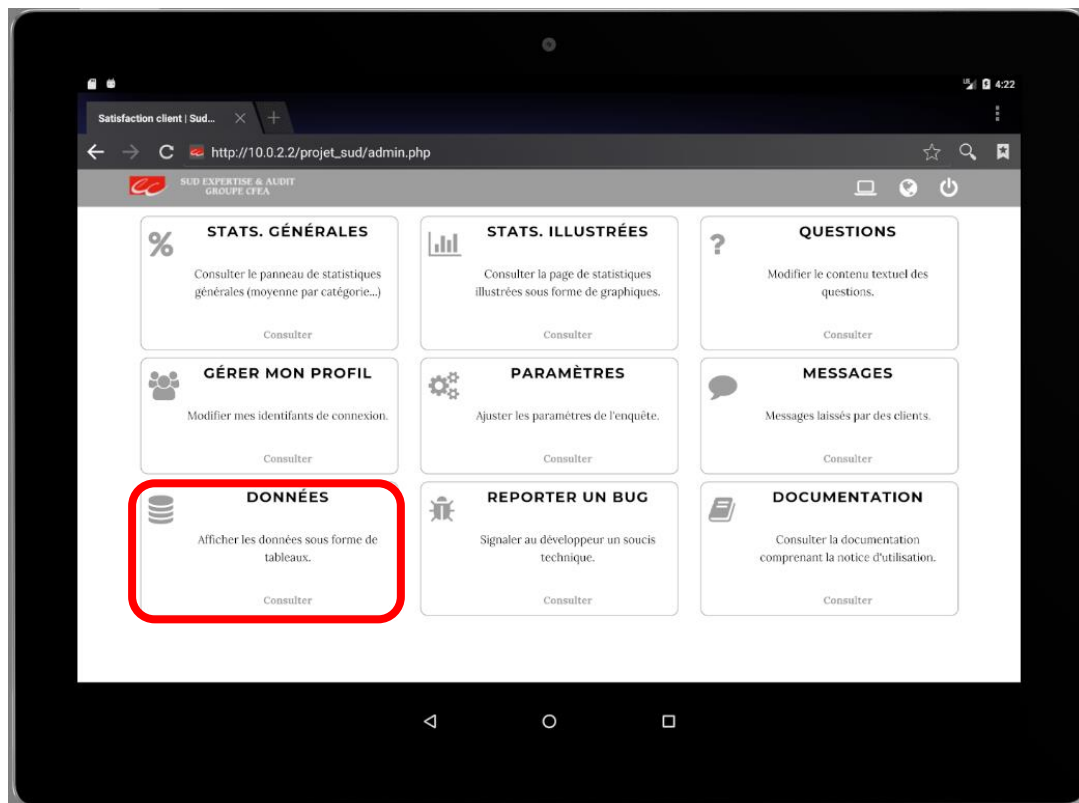 4:22
Satisfaction client | Sud...
http://10.0.2.2/projet_sud/admin.php
SUD EXPERTISE & AUDIT
GROUPE CFEA
STATS. GÉNÉRALES
Consulter le panneau de statistiques
générales (moyenne par catégorie...)
Consulter
STATS. ILLUSTRÉES
Consulter la page de statistiques
illustrées sous forme de graphiques.
Consulter
QUESTIONS
Modifier le contenu textuel des
questions.
Consulter
GÉRER MON PROFIL
Modifier mes identifants de connexion.
Consulter
PARAMÈTRES
Ajuster les paramètres de l'enquête.
Consulter
MESSAGES
Messages laissés par des clients.
Consulter
DONNÉES
Afficher les données sous forme de
tableaux.
Consulter
REPORTER UN BUG
Signaler au développeur un soucis
technique.
Consulter
DOCUMENTATION
Consulter la documentation
comprenant la notice d'utilisation.
Consulter